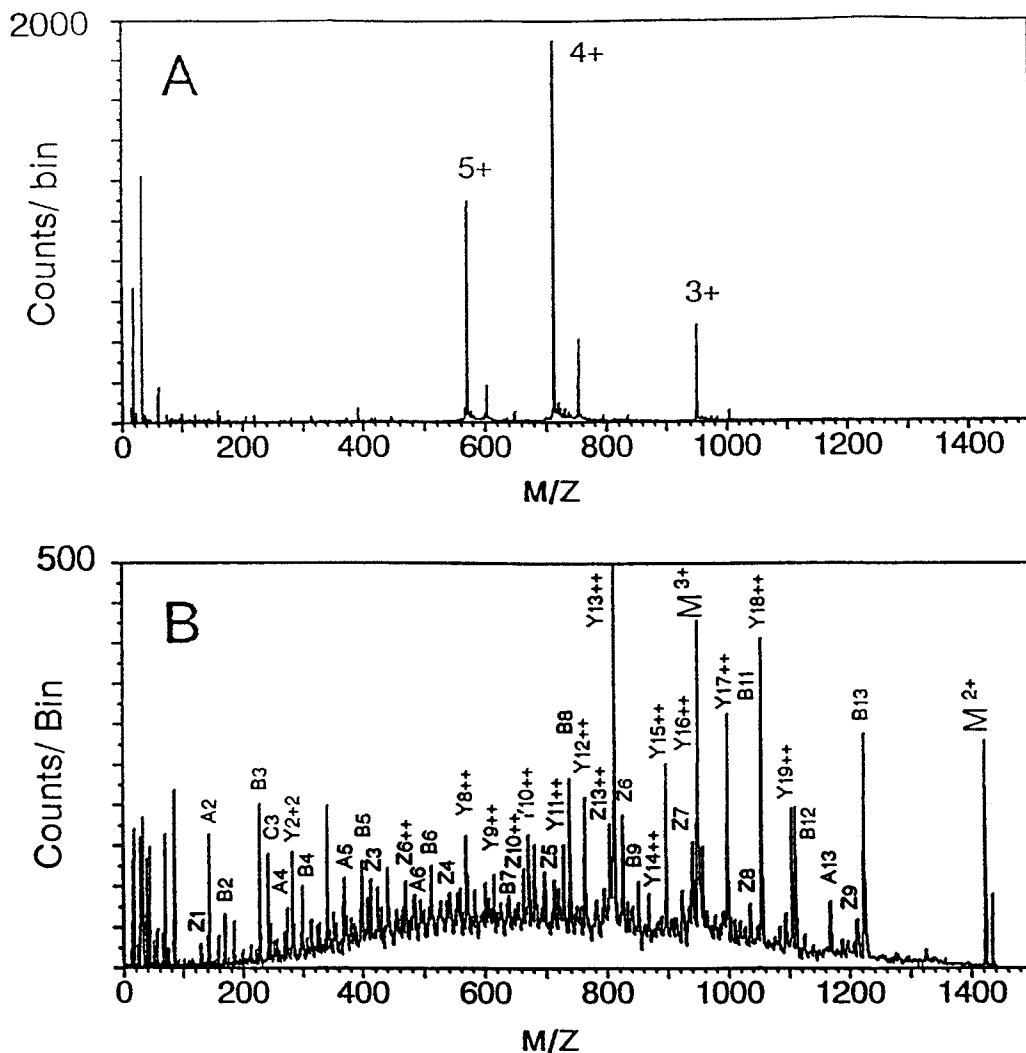 2000
A
5+
4+
3+
Counts/ bin
0
0 200 400 600 800 1000 1200 1400
M/Z
500
B
Counts/ Bin
Z1
A2
B2
B3
C3
A4
Y2+2
B4
A5
B5
Z3
Z6++
A6
B6
Z4
Y8++
Y9++
B7
Z10++
Y10++
Z5
Y11++
B8
Y12++
Z13++
Y13++
Z6
B9
Y14++
Y15++
Z7
Y16++
M3+
Y17++
B11
Z8
Y18++
Y19++
B12
A13
Z9
B13
M2+
0
0 200 400 600 800 1000 1200 1400
M/Z